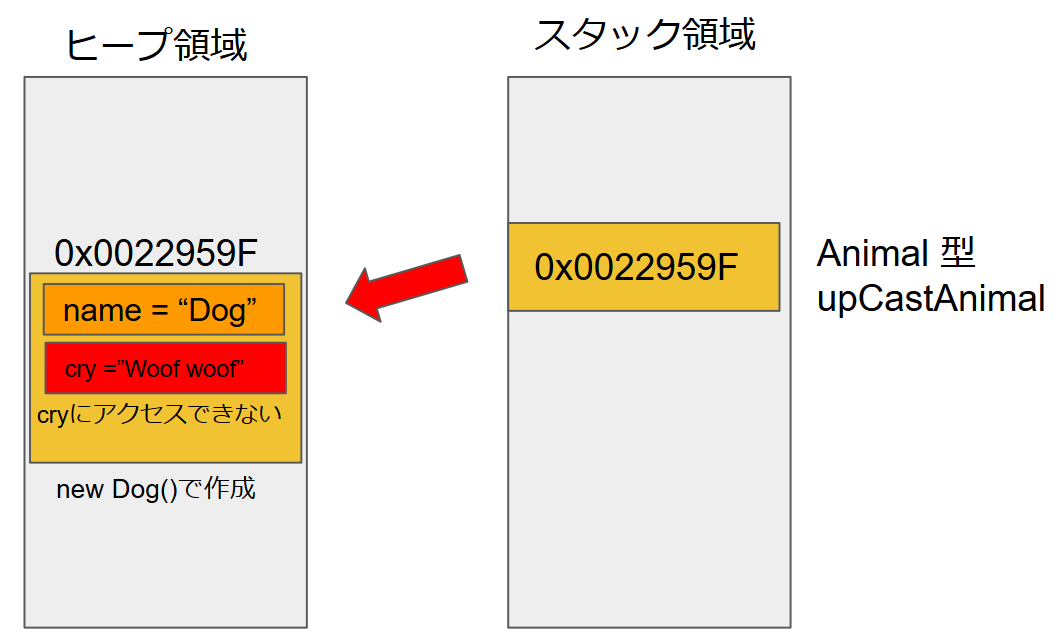 ヒープ領域
スタック領域
0x0022959F
name = “Dog”
cry =”Woof woof”
cryにアクセスできない
new Dog()で作成
0x0022959F
Animal 型
upCastAnimal